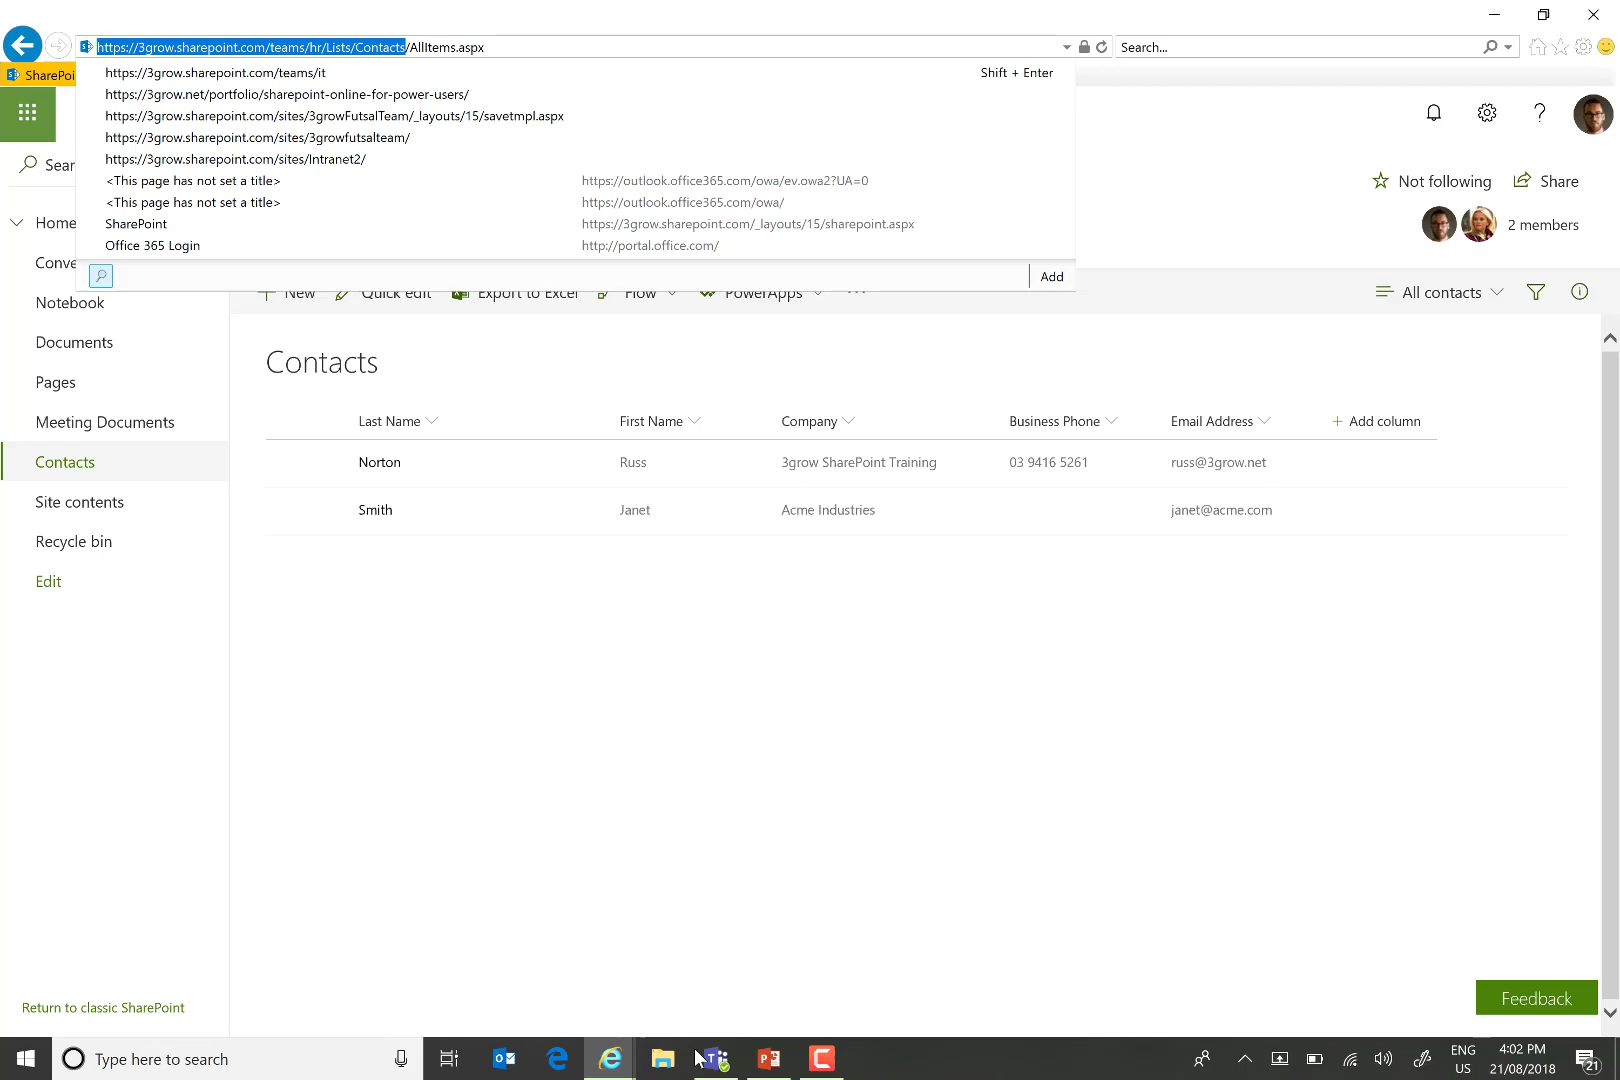 https://3grow.sharepoint.com/teams/hr/Lists/Contacts/AllItems.aspx
Search...
SharePoi
https://3grow.sharepoint.com/teams/it Shift + Enter
https://3grow.net/portfolio/sharepoint-online-for-power-users/
https://3grow.sharepoint.com/sites/3growFutsalTeam/_layouts/15/savetmpl.aspx
https://3grow.sharepoint.com/sites/3growfutsalteam/
https://3grow.sharepoint.com/sites/Intranet2/
<This page has not set a title> https://outlook.office365.com/owa/ev.owa2?UA=0
<This page has not set a title> https://outlook.office365.com/owa/
SharePoint https://3grow.sharepoint.com/_layouts/15/sharepoint.aspx
Office 365 Login http://portal.office.com/
Add
Sear
Not following Share
2 members
Home
Conve
Notebook
Documents
Pages
Meeting Documents
Contacts
Site contents
Recycle bin
Edit
Return to classic SharePoint
New Quick edit Export to Excel Flow PowerApps ...
All contacts
Contacts
Last Name First Name Company Business Phone Email Address + Add column
Norton Russ 3grow SharePoint Training 03 9416 5261 russ@3grow.net
Smith Janet Acme Industries janet@acme.com
Feedback
Type here to search
ENG
US
4:02 PM
21/08/2018
21